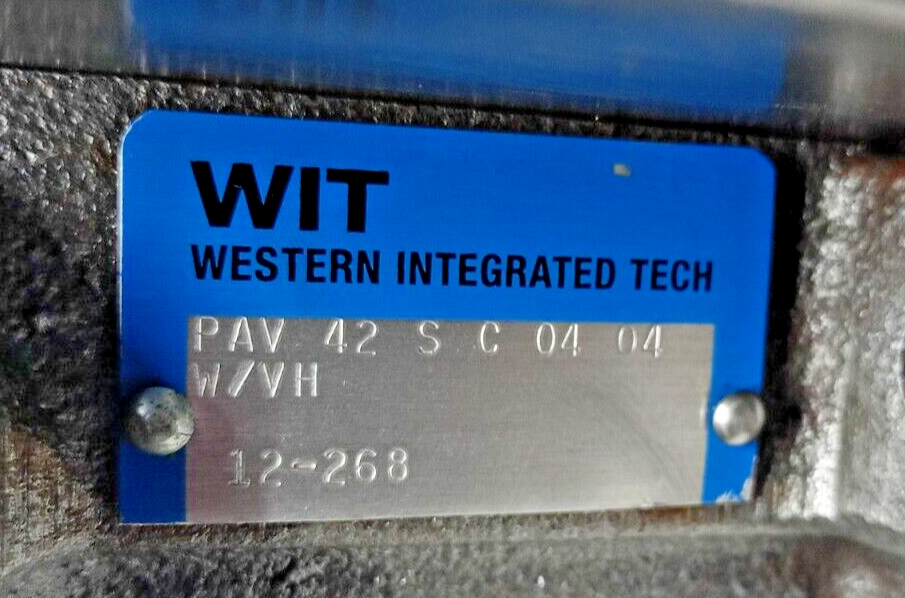 WIT
WESTERN INTEGRATED TECH
PAV 42 S C 04 04
W/VH
12-268